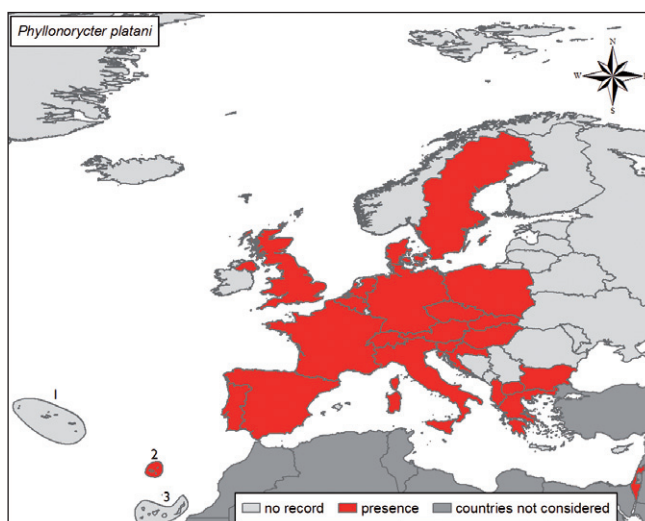 Phyllonorycter platani
N
W E
S
1
2
3
no record presence countries not considered